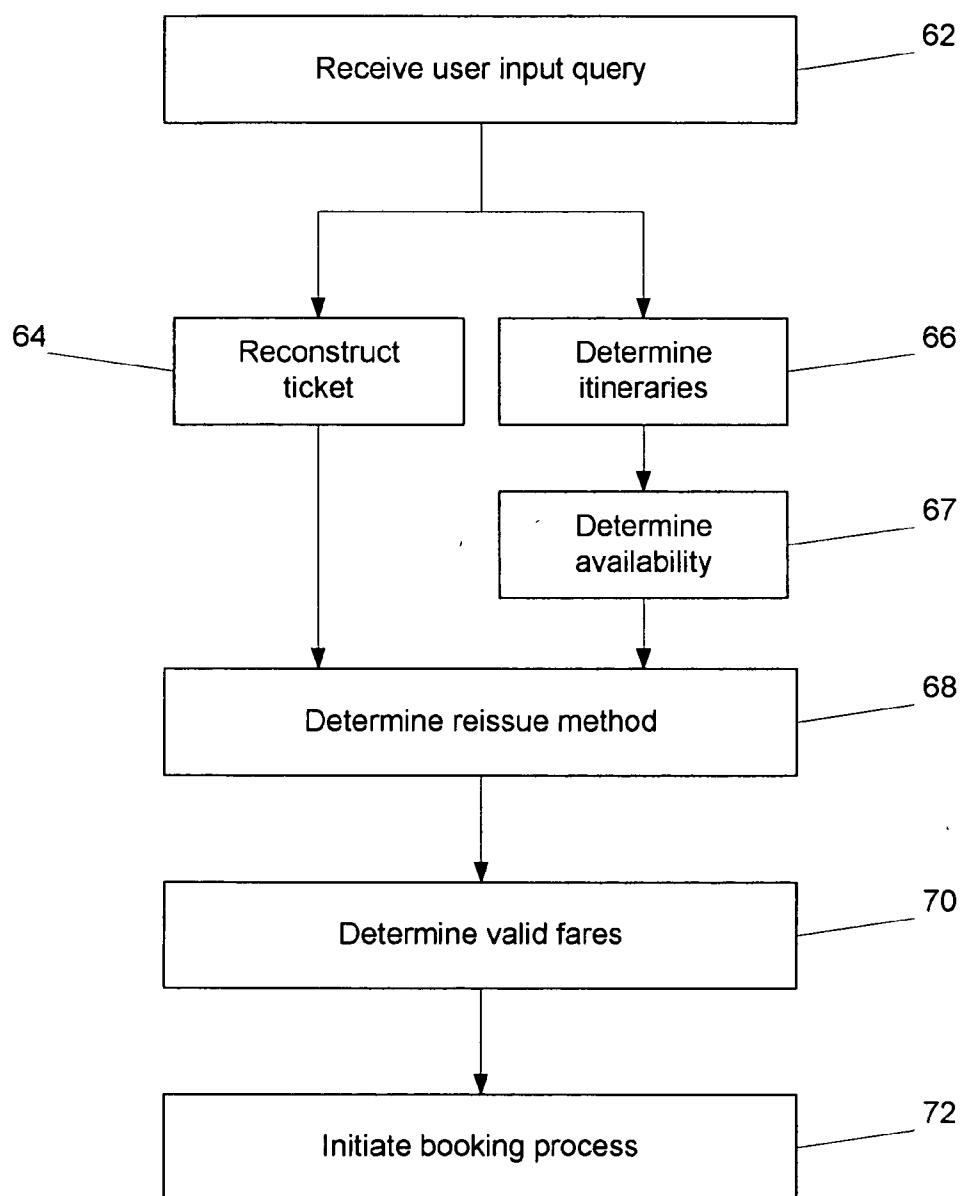 62
Receive user input query
64
Reconstruct
ticket
66
Determine
itineraries
67
Determine
availability
68
Determine reissue method
70
Determine valid fares
72
Initiate booking process